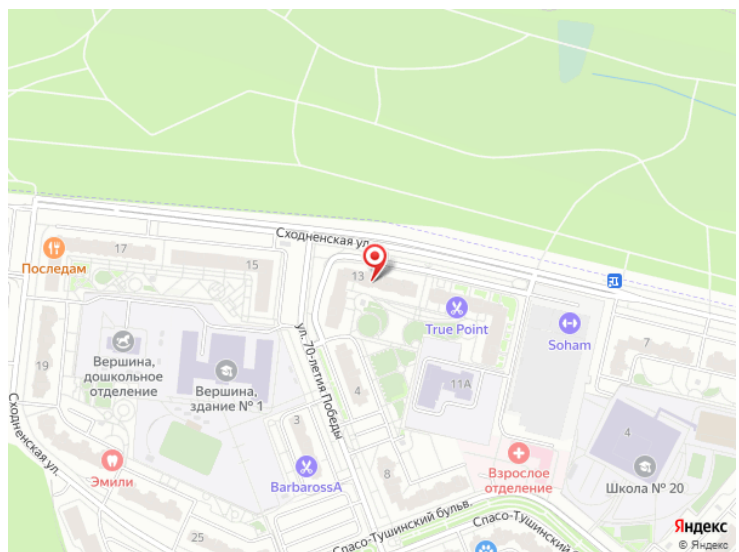 Сходненская ул.
17
15
13
Последам
True Point
Soham
7
ул. 70-летия Победы
Вершина,
дошкольное
отделение
Вершина,
здание № 1
19
11А
4
3
4
Сходненская ул.
Эмили
BarbarossA
8
Взрослое
отделение
Школа № 20
25
Спасо-Тушинский бульв.
Спасо-Тушинский б
Яндекс
© Яндекс